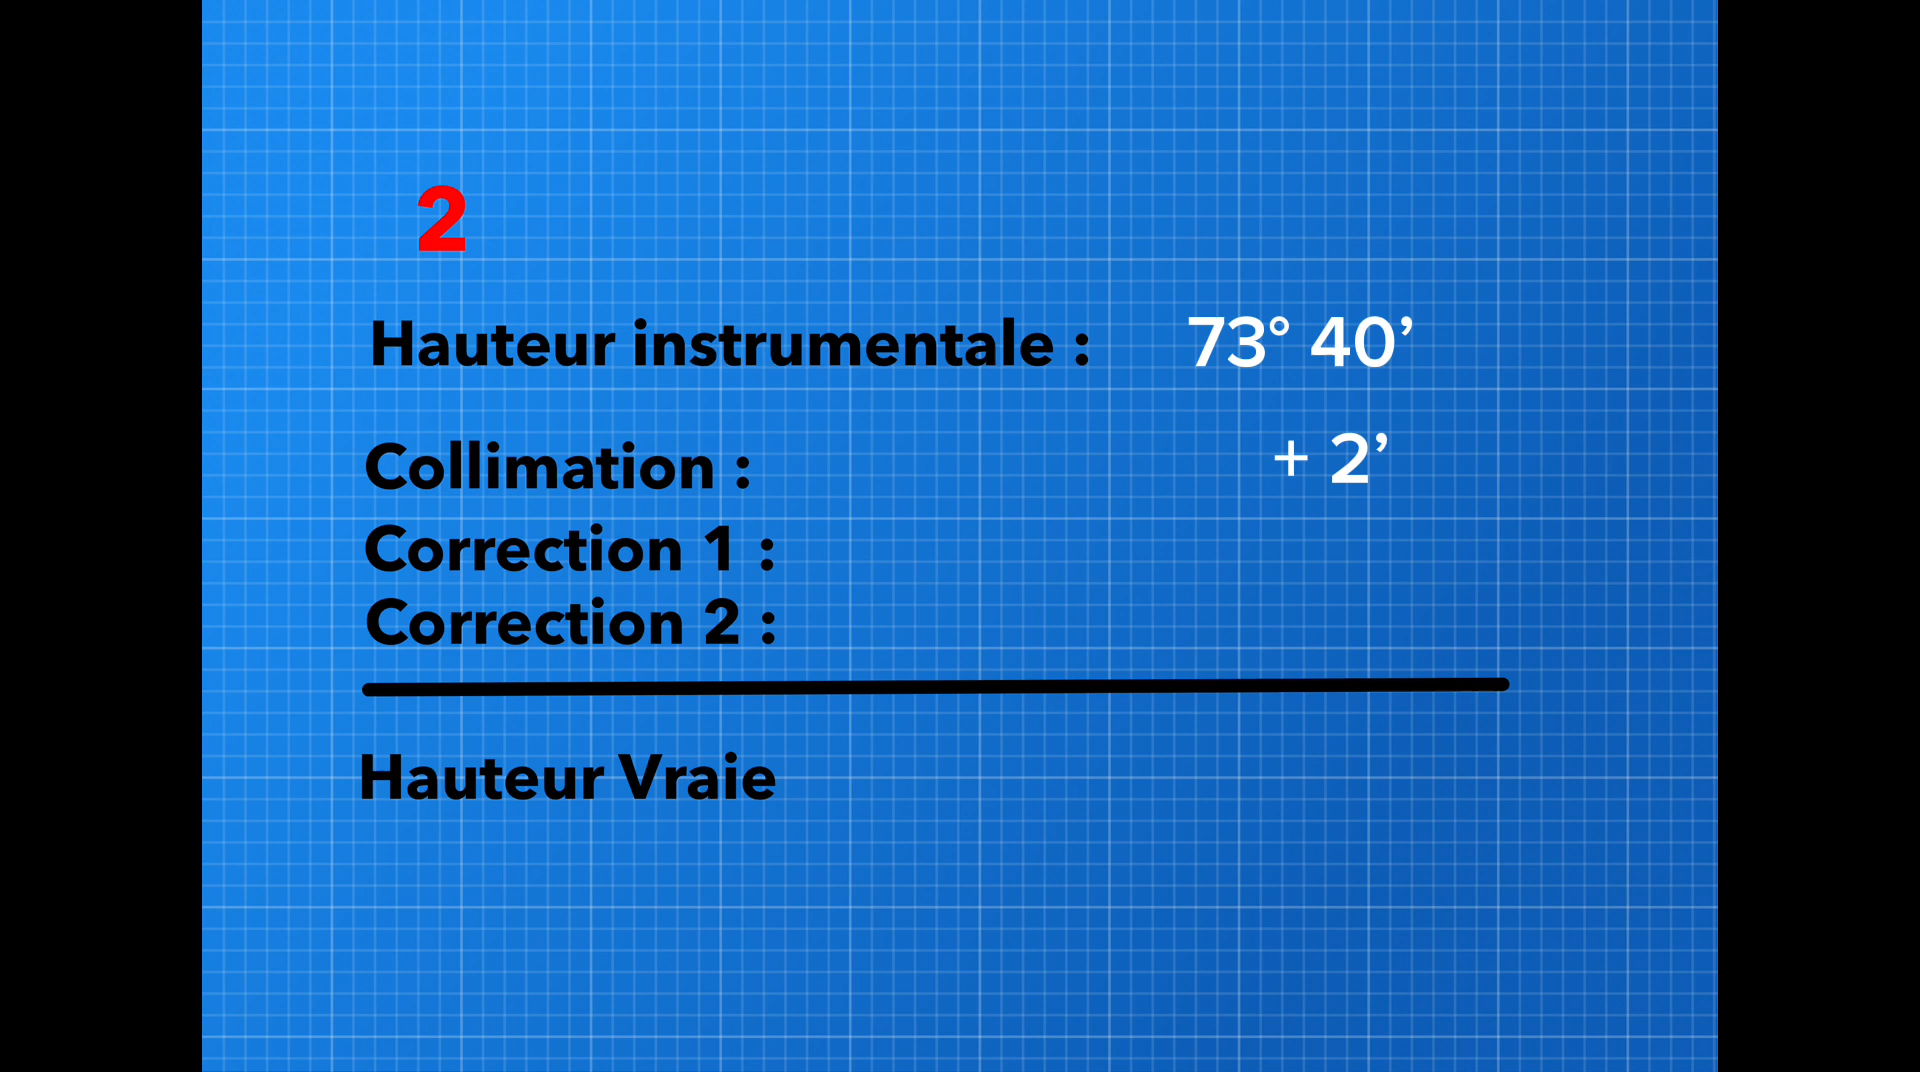 2
Hauteur instrumentale : 73° 40’
Collimation : + 2’
Correction 1 :
Correction 2 :
Hauteur Vraie